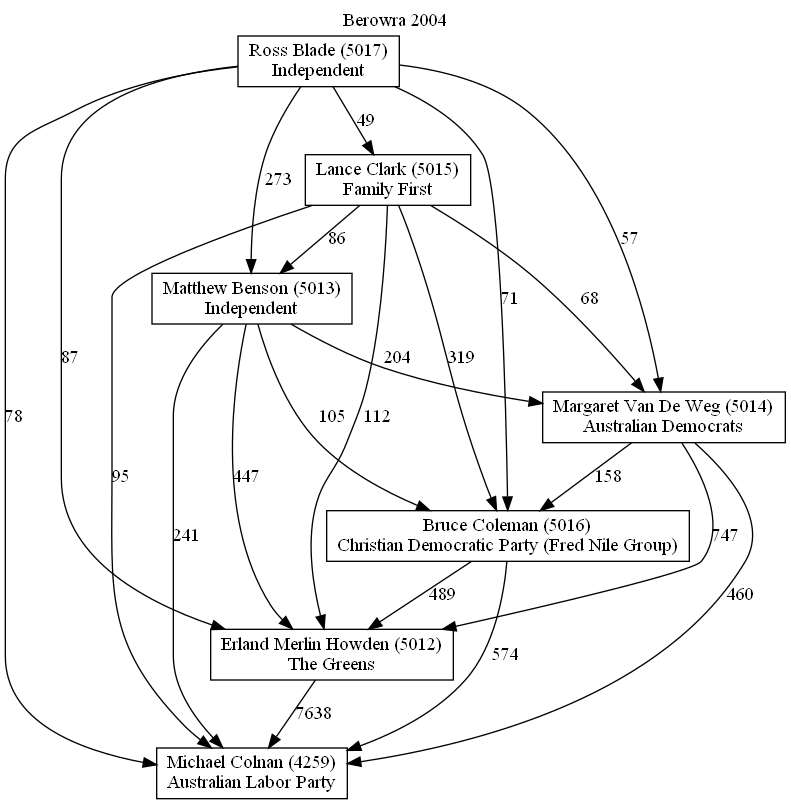 Berowra 2004
Ross Blade (5017)
Independent
49
Lance Clark (5015)
Family First
273
57
86
Matthew Benson (5013)
Independent
71
68
87
204
319
Margaret Van De Weg (5014)
Australian Democrats
78
105
112
95
447
158
Bruce Coleman (5016)
Christian Democratic Party (Fred Nile Group)
241
747
489
460
Erland Merlin Howden (5012)
The Greens
574
7638
Michael Colnan (4259)
Australian Labor Party